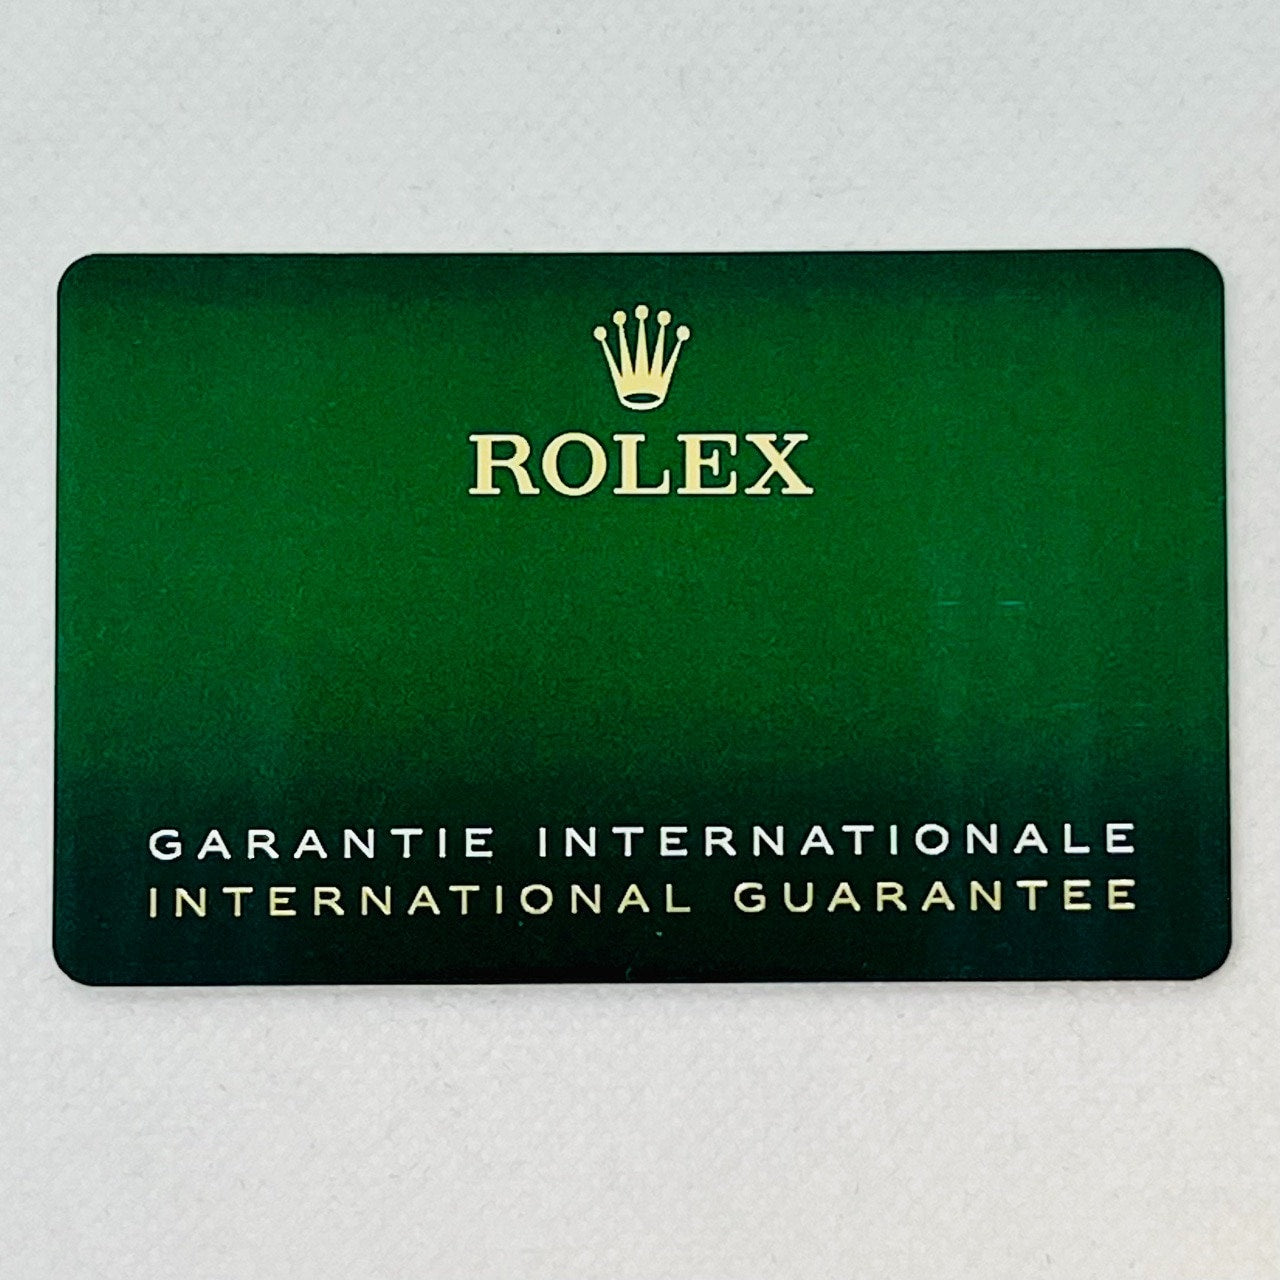 ROLEX
GARANTIE INTERNATIONALE
INTERNATIONAL GUARANTEE